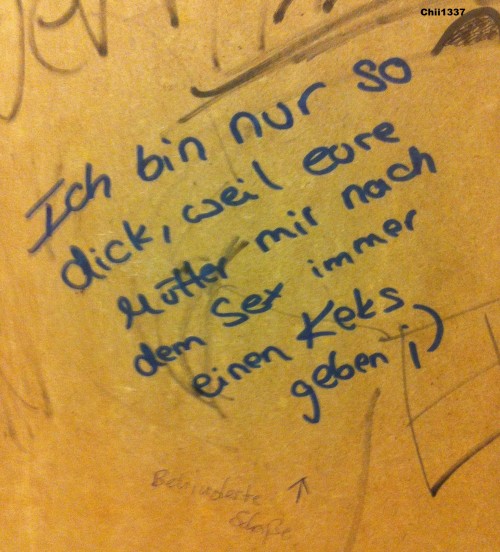 Chii1337
Ich bin nur so
dick, weil eure
Mütter mir nach
dem Sex immer
einen Keks
geben ;)
Behinderte